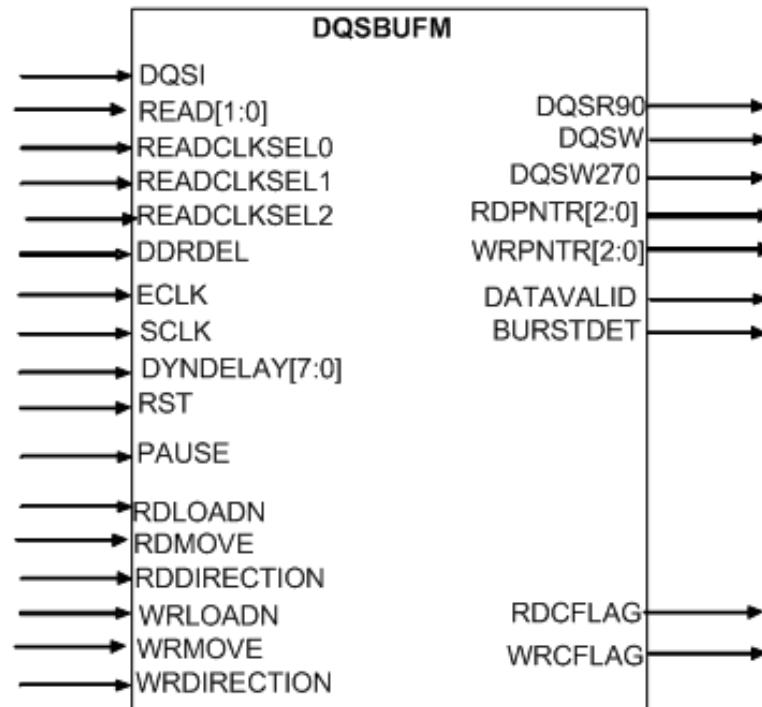 DQSBUFM
DQSI
READ[1:0]
READCLKSEL0
READCLKSEL1
READCLKSEL2
DDRDEL
ECLK
SCLK
DYNDELAY[7:0]
RST
PAUSE
RDLOADN
RDMOVE
RDDIRECTION
WRLOADN
WRMOVE
WRDIRECTION
DQSR90
DQSW
DQSW270
RDPNTR[2:0]
WRPNTR[2:0]
DATAVALID
BURSTDET
RDCFLAG
WRCFLAG